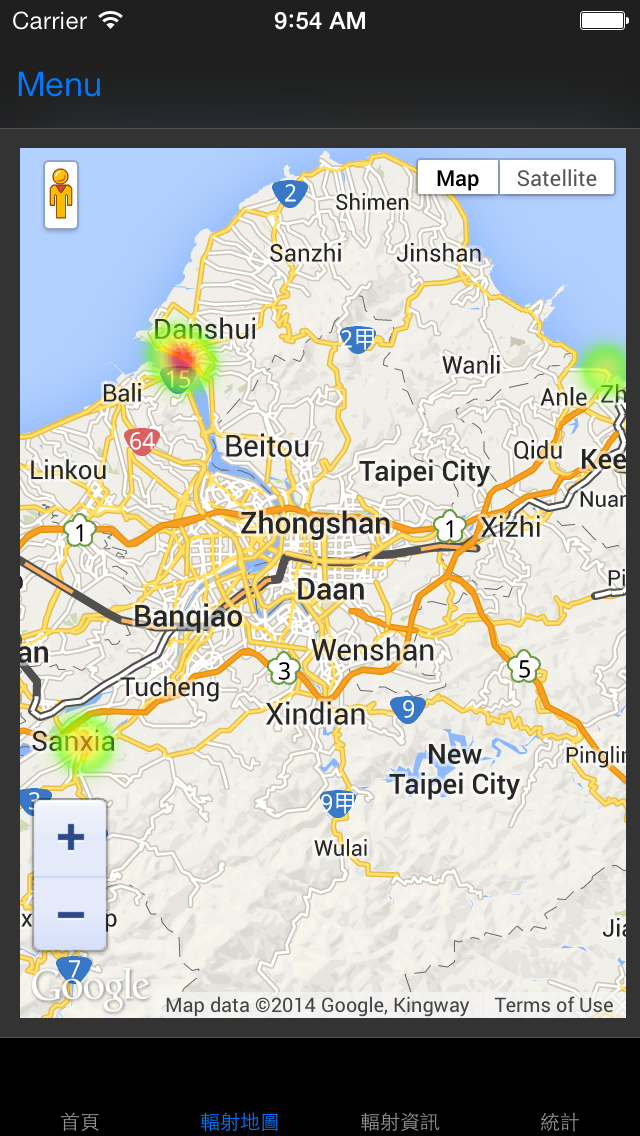 Carrier 9:54 AM
Menu
Map Satellite
2
Shimen
Sanzhi Jinshan
Danshui
2甲
Wanli
15
Bali
Anle Zh
64
Beitou
Qidu
Linkou
Taipei City
Kee
Nuan
1
Zhongshan
1
Xizhi
Daan
Pi
Banqiao
an
Wenshan
3
5
Tucheng
9
Xindian
Sanxia
New
Taipei City
Pinglin
3
9甲
+
Wulai
−
x
p
Jia
7
Google
Map data ©2014 Google, Kingway Terms of Use
首頁 輻射地圖 輻射資訊 統計